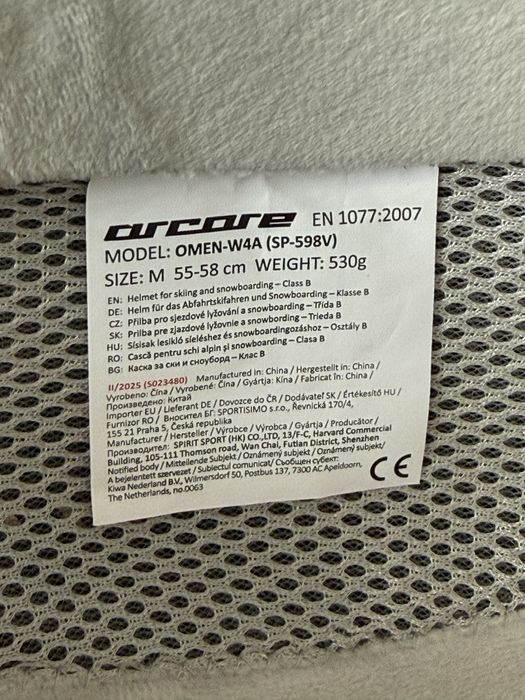 arcore EN 1077:2007
MODEL: OMEN-W4A (SP-598V)
SIZE: M 55-58 cm WEIGHT: 530g
EN: Helmet for skiing and snowboarding – Class B
DE: Helm für das Abfahrtskifahren und Snowboarding – Klasse B
CZ: Přilba pro sjezdové lyžování a snowboarding – Třída B
SK: Prilba pre zjazdové lyžovnie a snowbording – Trieda B
HU: Sísisak lesikló síeléshez és snowboardingozáshoz – Osztály B
RO: Cască pentru schi alpin și snowboarding – Clasa B
BG: Каска за ски и сноуборд – Клас B
II/2025 (S023480) Manufactured In: China / Hergestellt in: China /
Vyrobeno: Čína / Vyrobené: Čína / Gyártja: Kína / Fabricat în: China /
Произведено: Китай
Importer EU / Lieferant DE / Dovozce do ČR / Dodávateľ SK / Értékesítő HU /
Furnizor RO / Вносител БГ: SPORTISIMO s.r.o., Řevnická 170/4,
155 21 Praha 5, Česká republika
Manufacturer / Hersteller / Výrobce / Výrobca / Gyártja / Producător /
Производител: SPIRIT SPORT (HK) CO.,LTD, 13/F-C, Harvard Commercial
Building, 105-111 Thomson road, Wan Chai, Futian District, Shenzhen
Notified body / Mitteilende Subjekt / Oznámený subjekt / Oznamený subjekt/
A bejelentett szervezet / Subiectul comunicat/ Съобщен субект:
Kiwa Nederland B.V., Wilmersdorf 50, Postbus 137, 7300 AC Apeldoorn,
The Netherlands, no.0063
CE